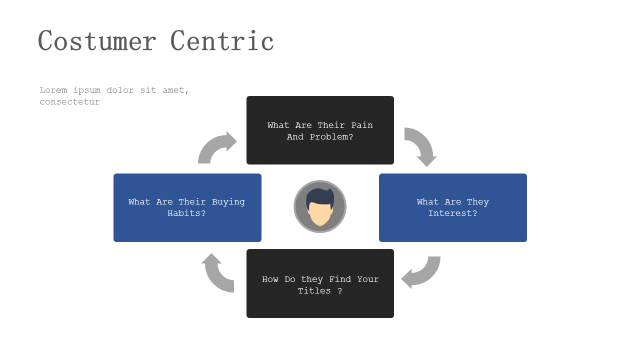 Costumer Centric
Lorem ipsum dolor sit amet,
consectetur
What Are Their Pain
And Problem?
What Are Their Buying
Habits?
What Are They
Interest?
How Do they Find Your
Titles ?